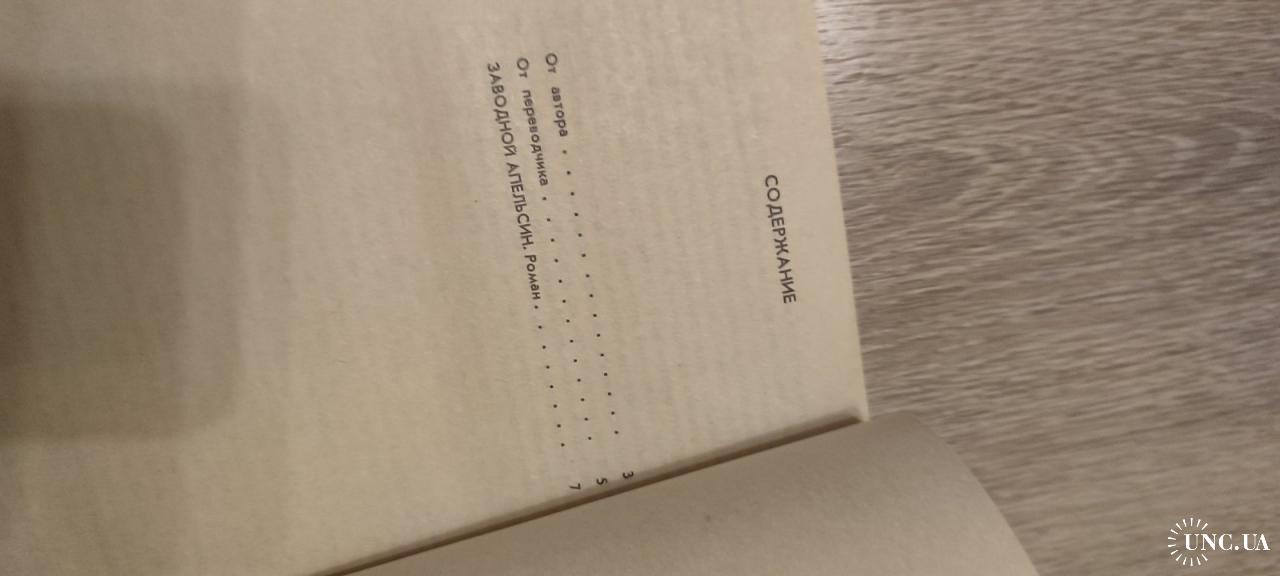 СОДЕРЖАНИЕ
От автора . . . . . . . . . . . . . . . 3
От переводчика . . . . . . . . . . . . . 5
ЗАВОДНОЙ АПЕЛЬСИН. Роман . . . . . . . . 7
UNC.UA